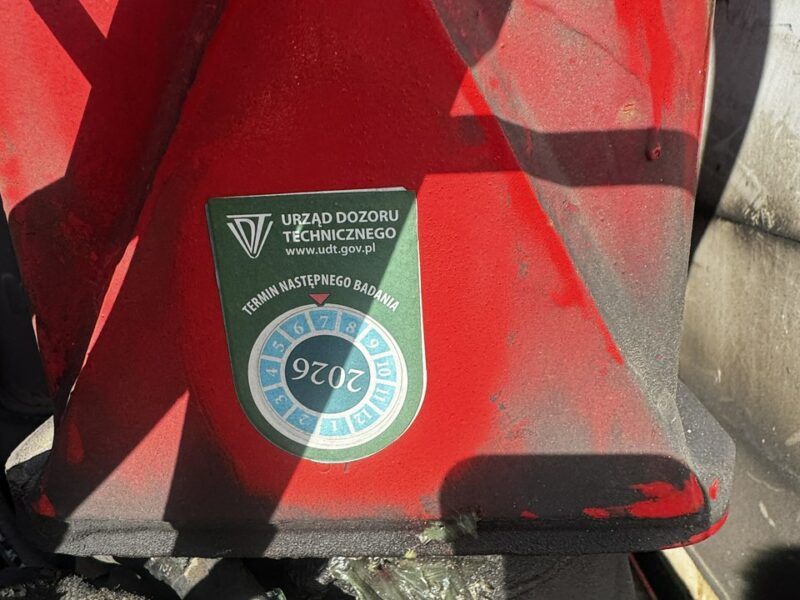 UDT URZĄD DOZORU
TECHNICZNEGO
www.udt.gov.pl
TERMIN NASTĘPNEGO BADANIA
1 2 3 4 5 6 7 8 9 10 11 12
2026